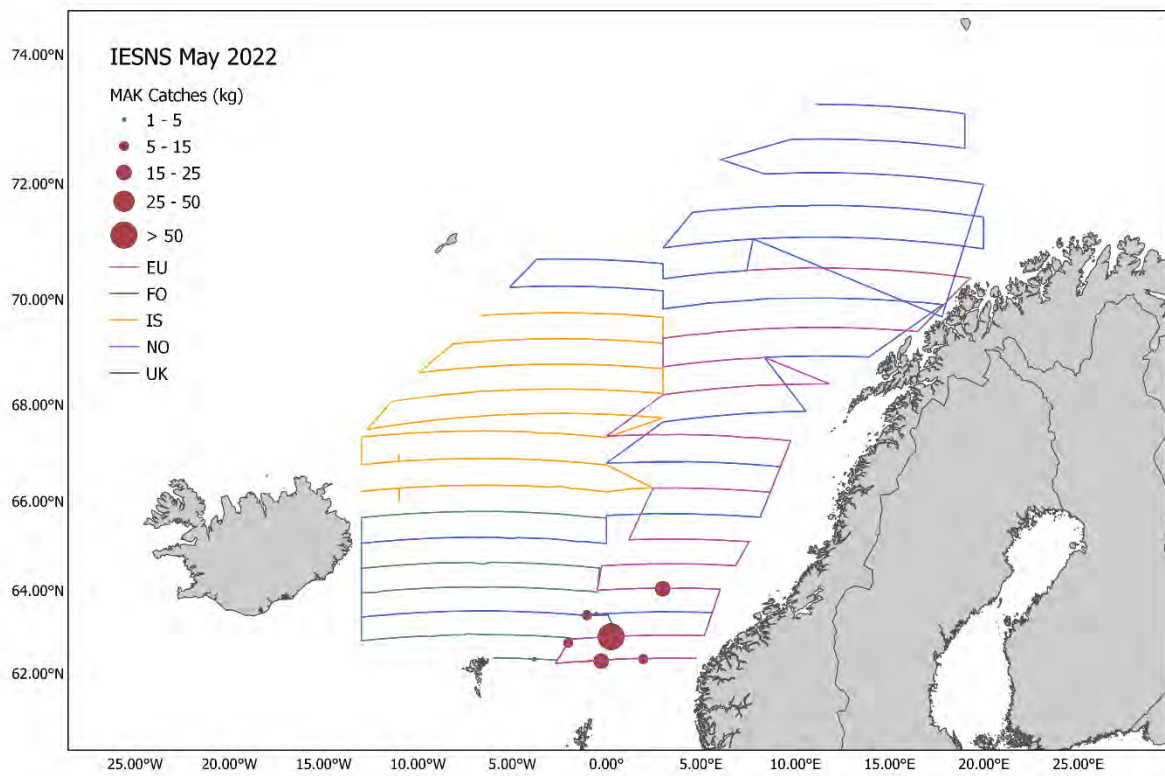 IESNS May 2022
MAK Catches (kg)
1 - 5
5 - 15
15 - 25
25 - 50
> 50
EU
FO
IS
NO
UK
74.00°N
72.00°N
70.00°N
68.00°N
66.00°N
64.00°N
62.00°N
25.00°W 20.00°W 15.00°W 10.00°W 5.00°W 0.00°E 5.00°E 10.00°E 15.00°E 20.00°E 25.00°E